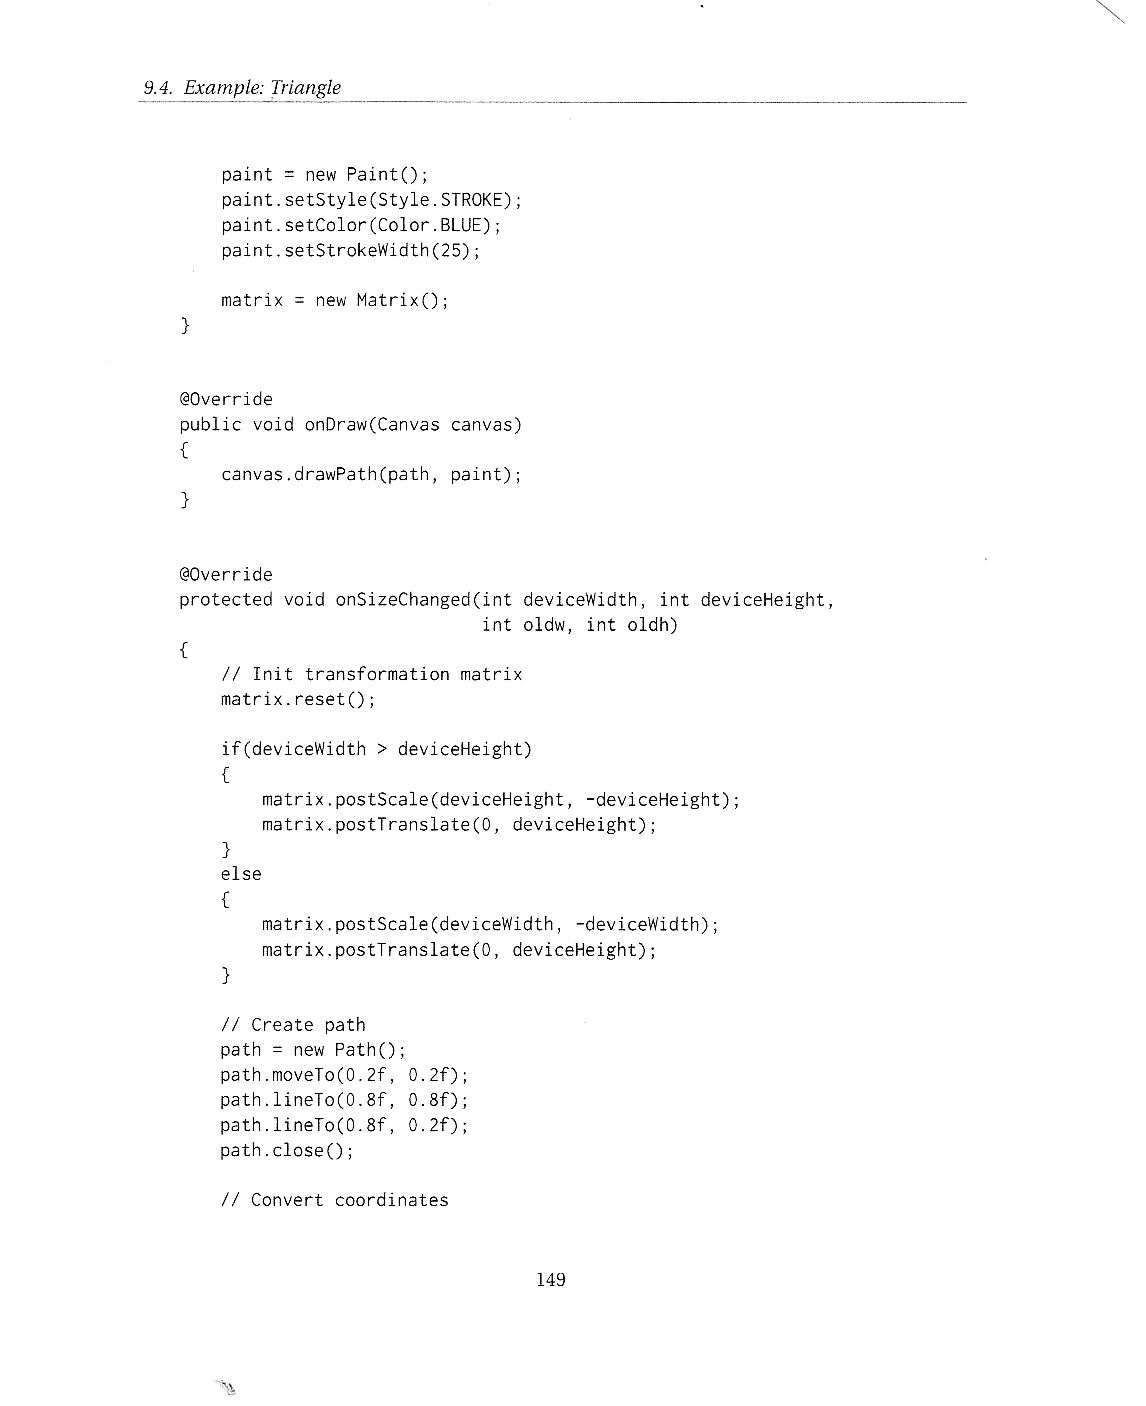 9.4. Example: Triangle
paint = new Paint();
paint.setStyle(Style.STROKE);
paint.setColor(Color.BLUE);
paint.setStrokeWidth(25);
matrix = new Matrix();
}
@Override
public void onDraw(Canvas canvas)
{
canvas.drawPath(path, paint);
}
@Override
protected void onSizeChanged(int deviceWidth, int deviceHeight,
int oldw, int oldh)
{
// Init transformation matrix
matrix.reset();
if(deviceWidth > deviceHeight)
{
matrix.postScale(deviceHeight, -deviceHeight);
matrix.postTranslate(0, deviceHeight);
}
else
{
matrix.postScale(deviceWidth, -deviceWidth);
matrix.postTranslate(0, deviceHeight);
}
// Create path
path = new Path();
path.moveTo(0.2f, 0.2f);
path.lineTo(0.8f, 0.8f);
path.lineTo(0.8f, 0.2f);
path.close();
// Convert coordinates
149